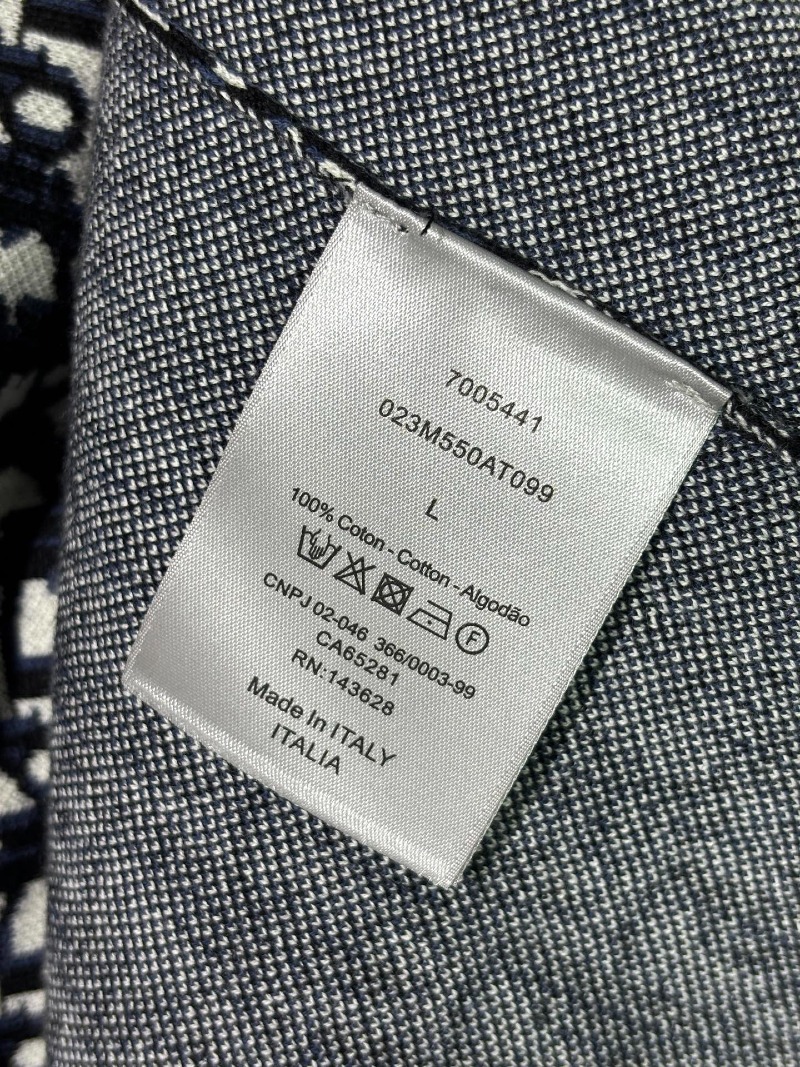 7005441
023M550AT099
L
100% Coton - Cotton - Algodão
F
CNPJ 02-046 366/0003-99
CA65281
RN:143628
Made In ITALY
ITALIA